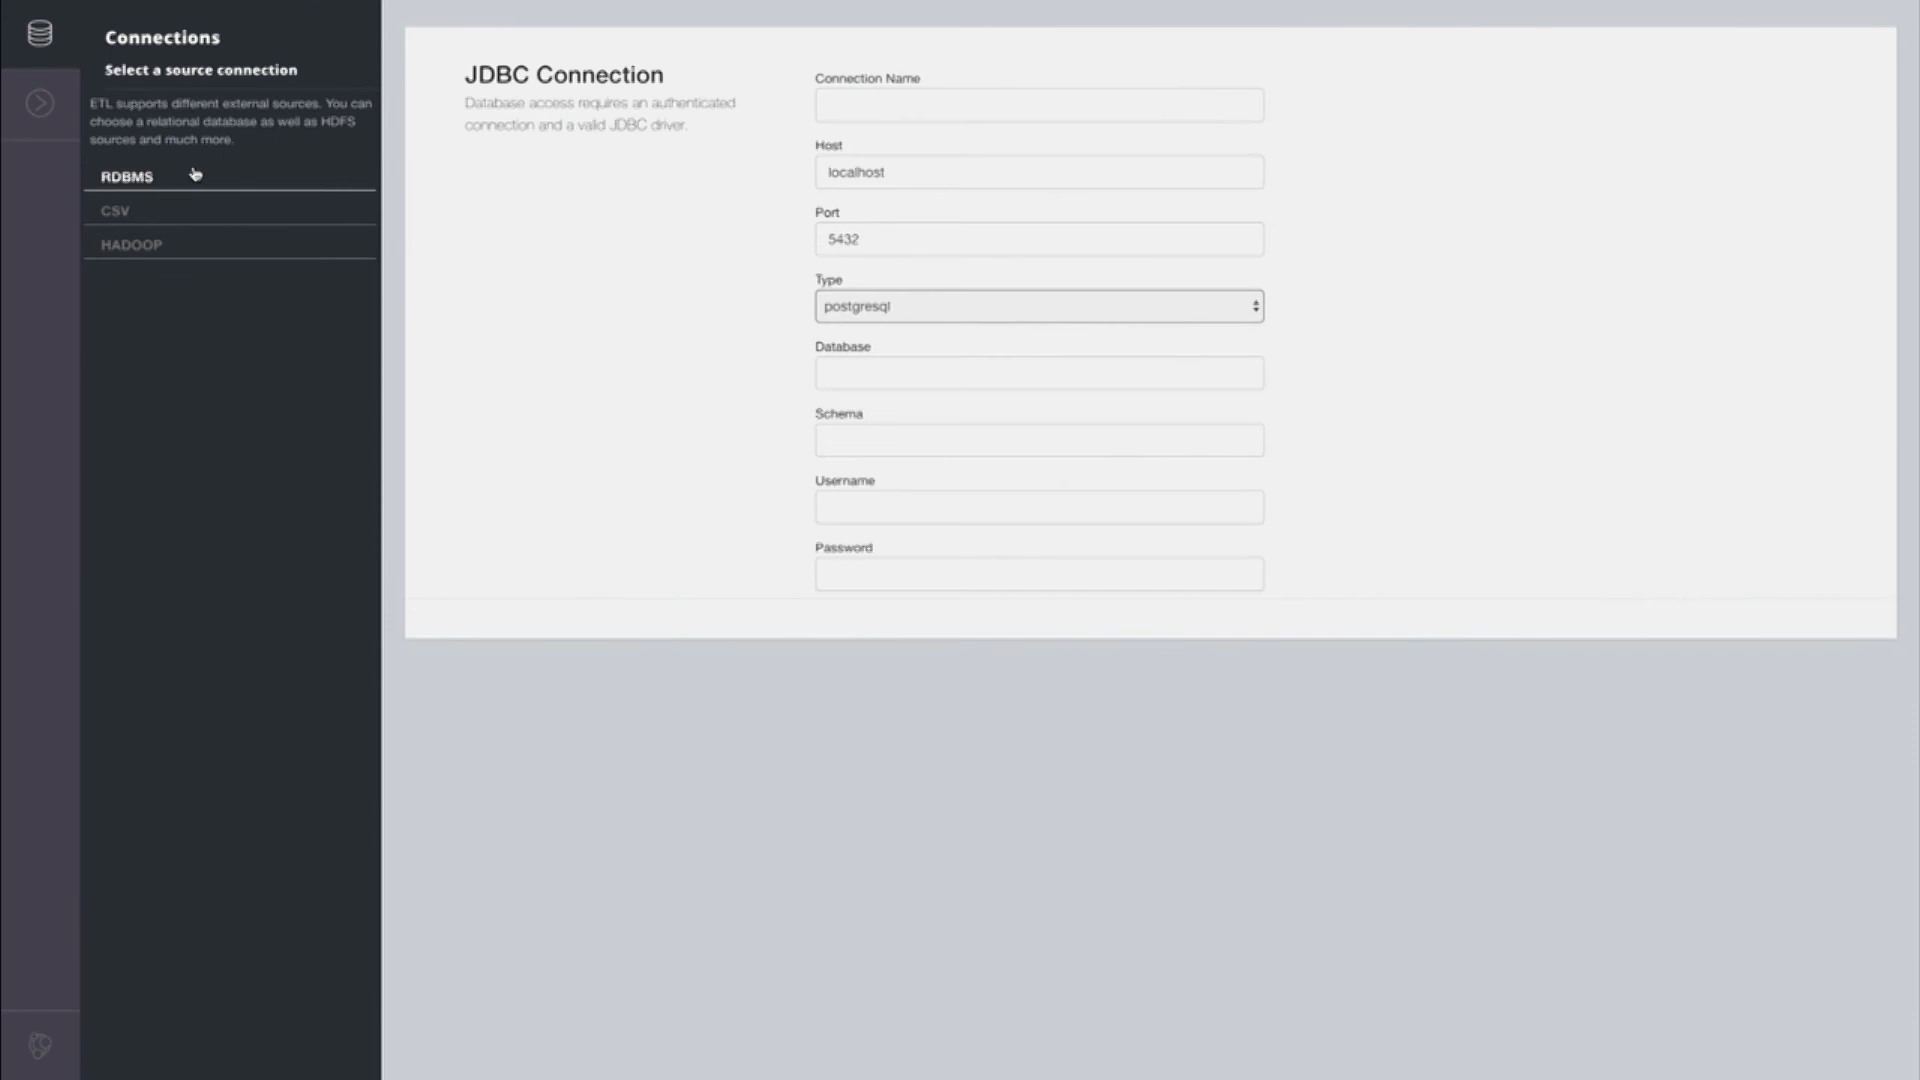 Connections
Select a source connection
ETL supports different external sources. You can
choose a relational database as well as HDFS
sources and much more.
RDBMS
CSV
HADOOP
JDBC Connection
Database access requires an authenticated
connection and a valid JDBC driver.
Connection Name
Host
localhost
Port
5432
Type
postgresql
Database
Schema
Username
Password